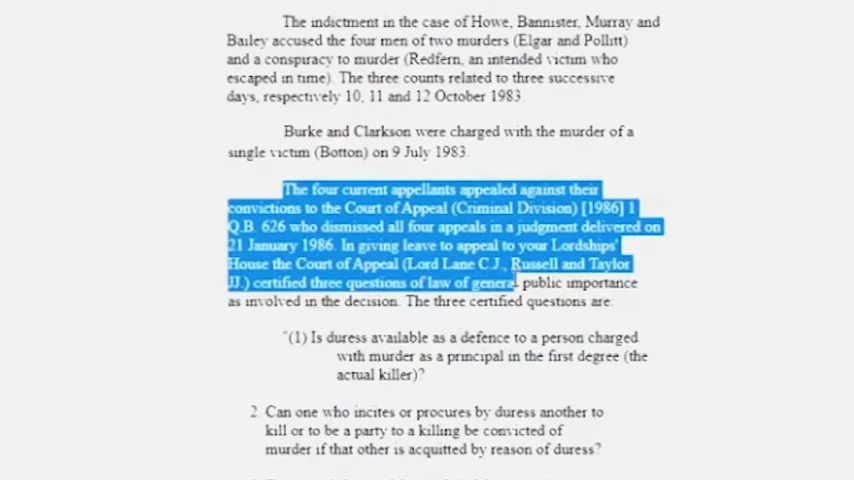 The indictment in the case of Howe, Bannister, Murray and
Bailey accused the four men of two murders (Elgar and Pollitt)
and a conspiracy to murder (Redfern, an intended victim who
escaped in time). The three counts related to three successive
days, respectively 10, 11 and 12 October 1983.
Burke and Clarkson were charged with the murder of a
single victim (Botton) on 9 July 1983.
The four current appellants appealed against their
convictions to the Court of Appeal (Criminal Division) [1986] 1
Q.B. 626 who dismissed all four appeals in a judgment delivered on
21 January 1986. In giving leave to appeal to your Lordships'
House the Court of Appeal (Lord Lane C.J., Russell and Taylor
JJ.) certified three questions of law of general public importance
as involved in the decision. The three certified questions are:
"(1) Is duress available as a defence to a person charged
with murder as a principal in the first degree (the
actual killer)?
2. Can one who incites or procures by duress another to
kill or to be a party to a killing be convicted of
murder if that other is acquitted by reason of duress?